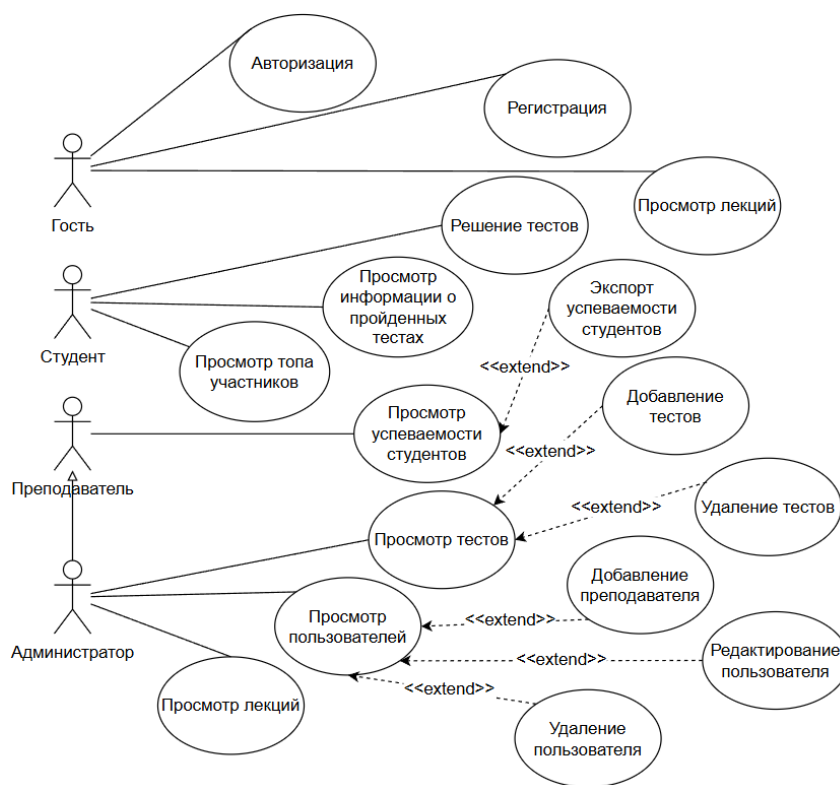 Авторизация
Регистрация
Просмотр лекций
Гость
Решение тестов
Просмотр
информации о
пройденных
тестах
Экспорт
успеваемости
студентов
Студент
Просмотр топа
участников
<<extend>>
Добавление
тестов
Просмотр
успеваемости
студентов
<<extend>>
Преподаватель
<<extend>>
Удаление тестов
Просмотр тестов
Добавление
преподавателя
Просмотр
пользователей
<<extend>>
Администратор
<<extend>>
Редактирование
пользователя
<<extend>>
Просмотр лекций
Удаление
пользователя